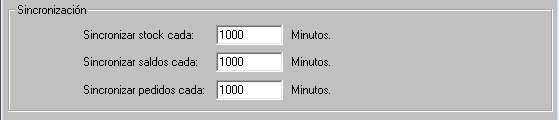 Sincronización
Sincronizar stock cada: 1000 Minutos.
Sincronizar saldos cada: 1000 Minutos.
Sincronizar pedidos cada: 1000 Minutos.